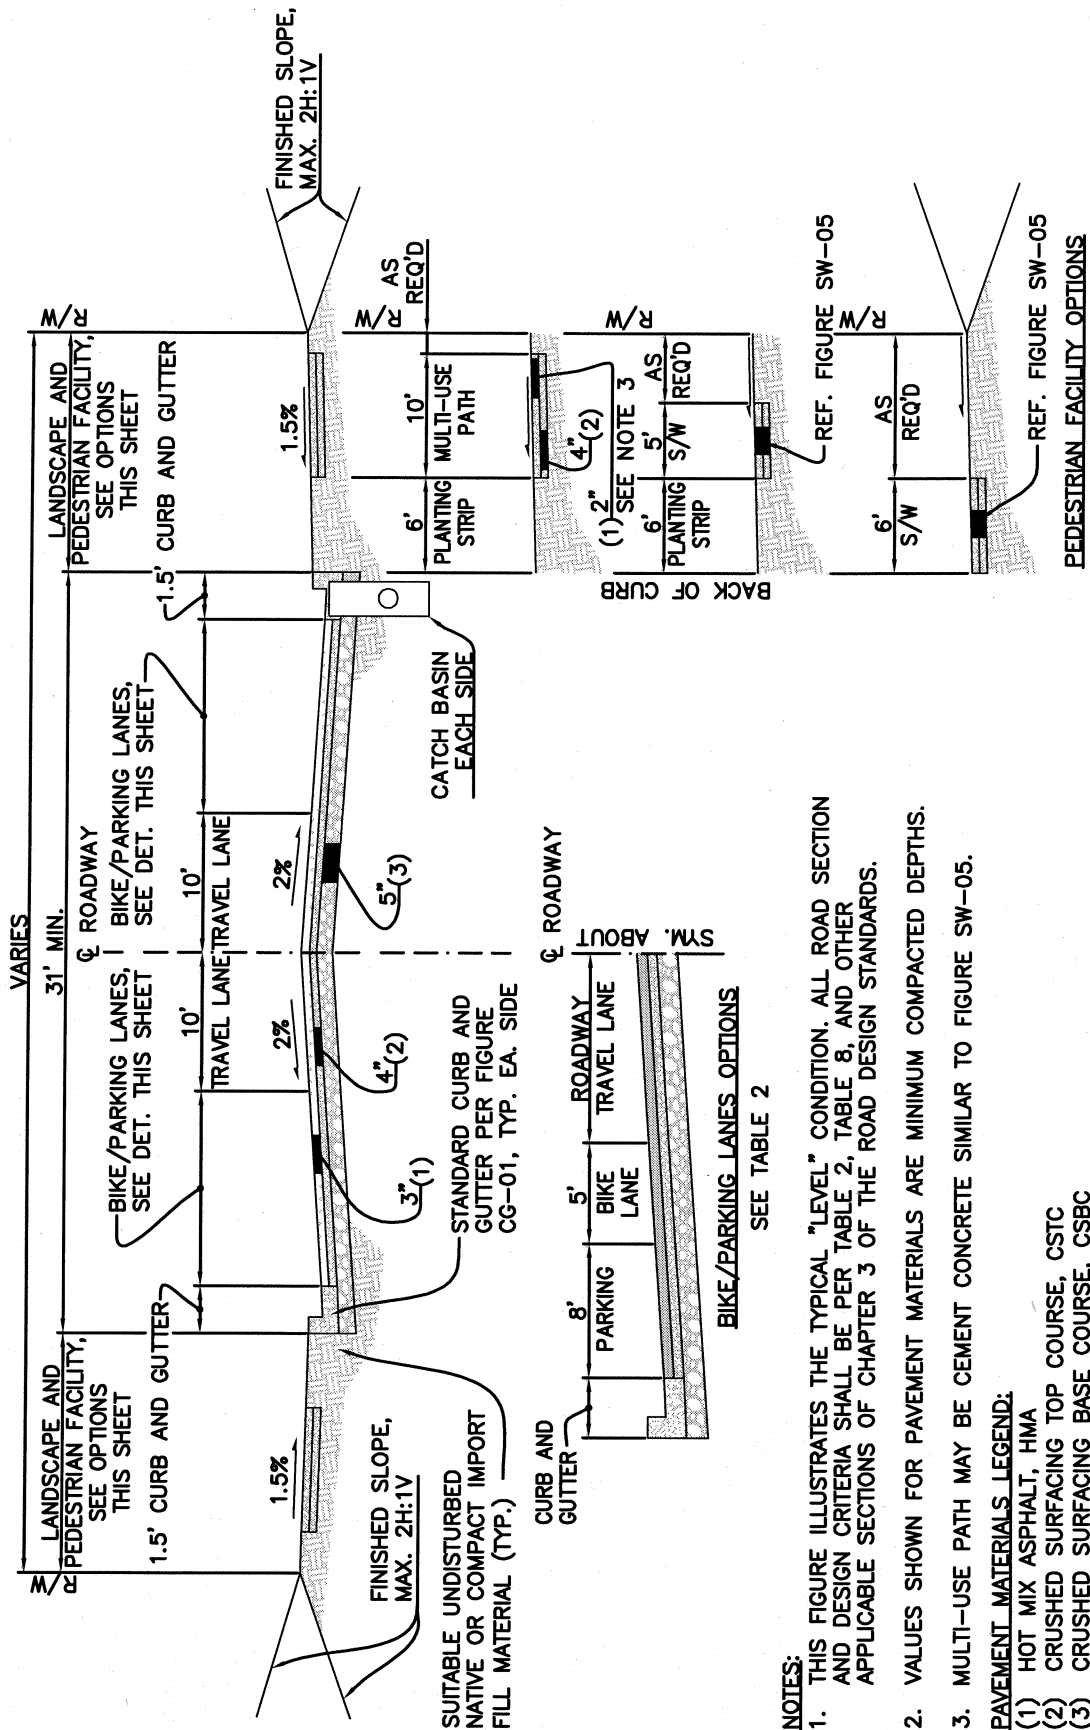 VARIES
31' MIN.
LANDSCAPE AND
PEDESTRIAN FACILITY,
SEE OPTIONS
THIS SHEET
1.5' CURB AND GUTTER
R/W
BIKE/PARKING LANES,
SEE DET. THIS SHEET
℄ ROADWAY
BIKE/PARKING LANES,
SEE DET. THIS SHEET
LANDSCAPE AND
PEDESTRIAN FACILITY,
SEE OPTIONS
THIS SHEET
1.5' CURB AND GUTTER
R/W
10'
TRAVEL LANE
10'
TRAVEL LANE
1.5%
2%
2%
1.5%
FINISHED SLOPE,
MAX. 2H:1V
FINISHED SLOPE,
MAX. 2H:1V
3"(1)
4"(2)
5"(3)
SUITABLE UNDISTURBED
NATIVE OR COMPACT IMPORT
FILL MATERIAL (TYP.)
STANDARD CURB AND
GUTTER PER FIGURE
CG-01, TYP. EA. SIDE
CATCH BASIN
EACH SIDE
R/W
6'
PLANTING
STRIP
10'
MULTI-USE
PATH
AS
REQ'D
4"(2)
(1)2"
SEE NOTE 3
R/W
6'
PLANTING
STRIP
5'
S/W
AS
REQ'D
REF. FIGURE SW-05
BACK OF CURB
R/W
6'
S/W
AS
REQ'D
REF. FIGURE SW-05
PEDESTRIAN FACILITY OPTIONS
CURB AND
GUTTER
8'
PARKING
5'
BIKE
LANE
ROADWAY
TRAVEL LANE
℄ ROADWAY
SYM. ABOUT
BIKE/PARKING LANES OPTIONS
SEE TABLE 2
NOTES:
1. THIS FIGURE ILLUSTRATES THE TYPICAL "LEVEL" CONDITION. ALL ROAD SECTION
AND DESIGN CRITERIA SHALL BE PER TABLE 2, TABLE 8, AND OTHER
APPLICABLE SECTIONS OF CHAPTER 3 OF THE ROAD DESIGN STANDARDS.
2. VALUES SHOWN FOR PAVEMENT MATERIALS ARE MINIMUM COMPACTED DEPTHS.
3. MULTI-USE PATH MAY BE CEMENT CONCRETE SIMILAR TO FIGURE SW-05.
PAVEMENT MATERIALS LEGEND:
(1) HOT MIX ASPHALT, HMA
(2) CRUSHED SURFACING TOP COURSE, CSTC
(3) CRUSHED SURFACING BASE COURSE, CSBC